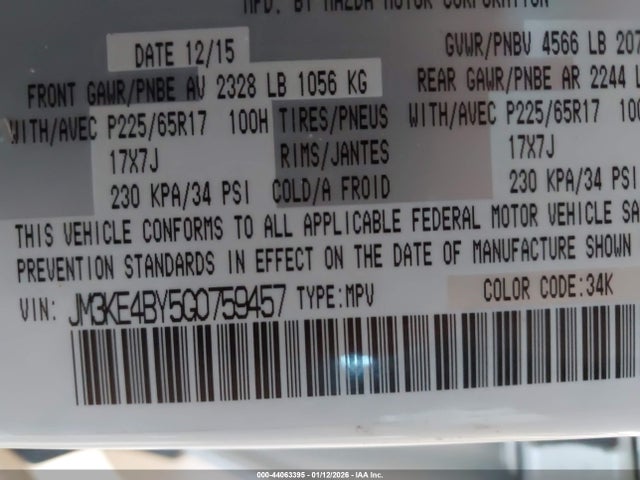 MFD. BY MAZDA MOTOR CORPORATION
DATE 12/15
GVWR/PNBV 4566 LB 207
FRONT GAWR/PNBE AV 2328 LB 1056 KG
REAR GAWR/PNBE AR 2244 L
WITH/AVEC P225/65R17 100H TIRES/PNEUS WITH/AVEC P225/65R17 100
17X7J RIMS/JANTES 17X7J
230 KPA/34 PSI COLD/A FROID 230 KPA/34 PSI
THIS VEHICLE CONFORMS TO ALL APPLICABLE FEDERAL MOTOR VEHICLE SA
PREVENTION STANDARDS IN EFFECT ON THE DATE OF MANUFACTURE SHOWN
VIN: JM3KE4BY5G0759457 TYPE:MPV COLOR CODE:34K
000-44063395 - 01/12/2026 - IAA Inc.